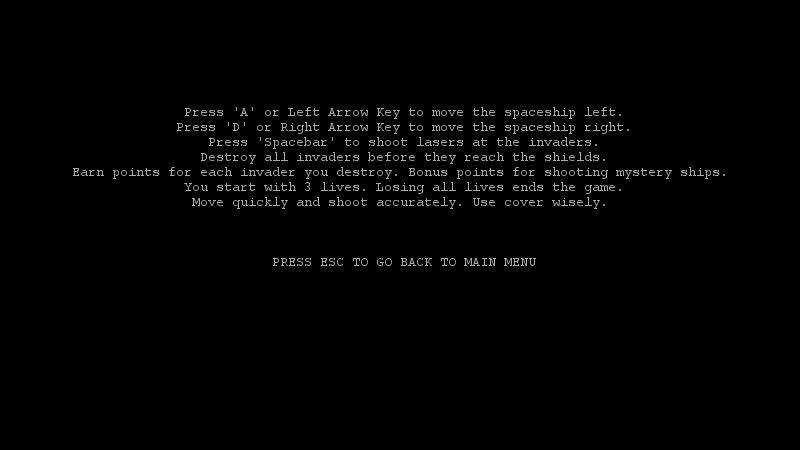 Press 'A' or Left Arrow Key to move the spaceship left.
Press 'D' or Right Arrow Key to move the spaceship right.
Press 'Spacebar' to shoot lasers at the invaders.
Destroy all invaders before they reach the shields.
Earn points for each invader you destroy. Bonus points for shooting mystery ships.
You start with 3 lives. Losing all lives ends the game.
Move quickly and shoot accurately. Use cover wisely.
PRESS ESC TO GO BACK TO MAIN MENU